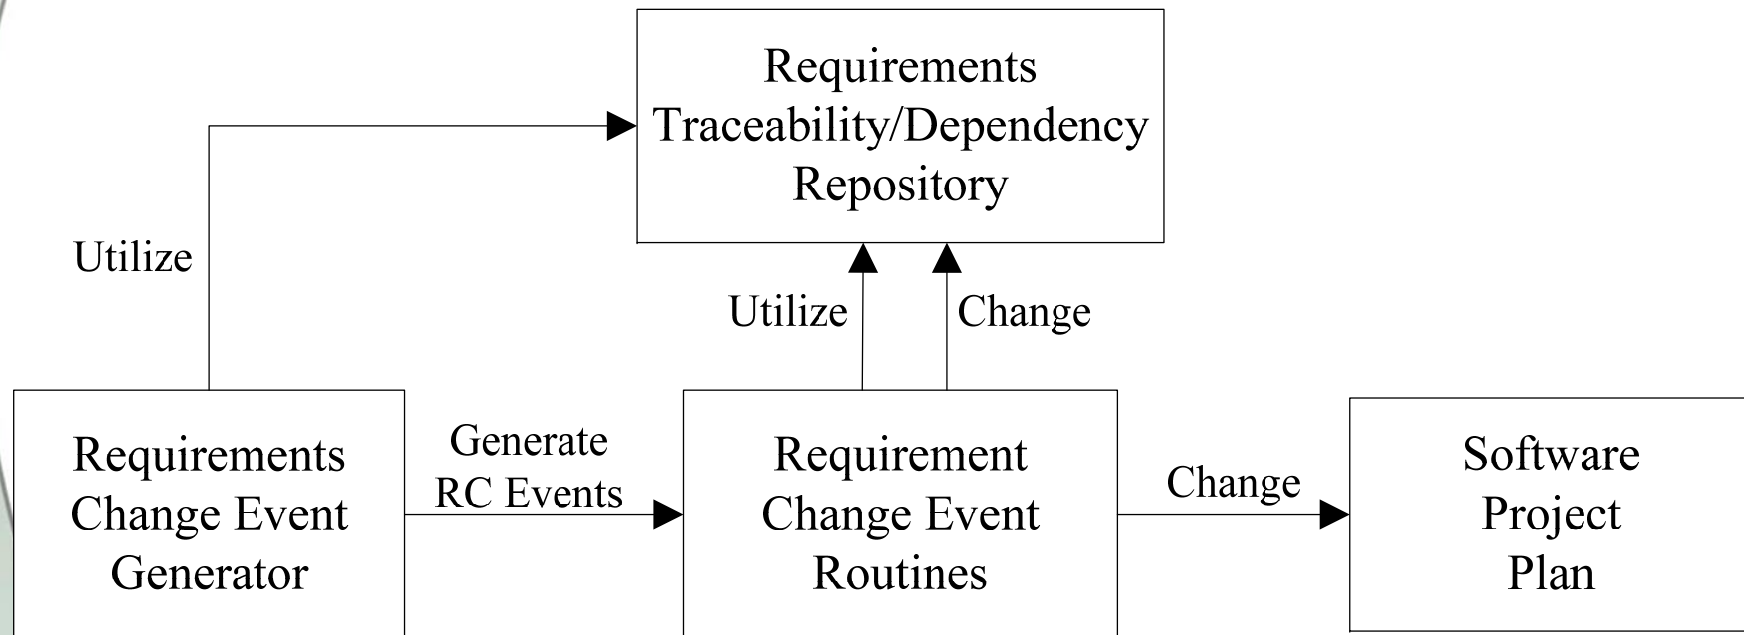 Requirements
Traceability/Dependency
Repository
Utilize
Utilize
Change
Requirements
Change Event
Generator
Generate
RC Events
Requirement
Change Event
Routines
Change
Software
Project
Plan